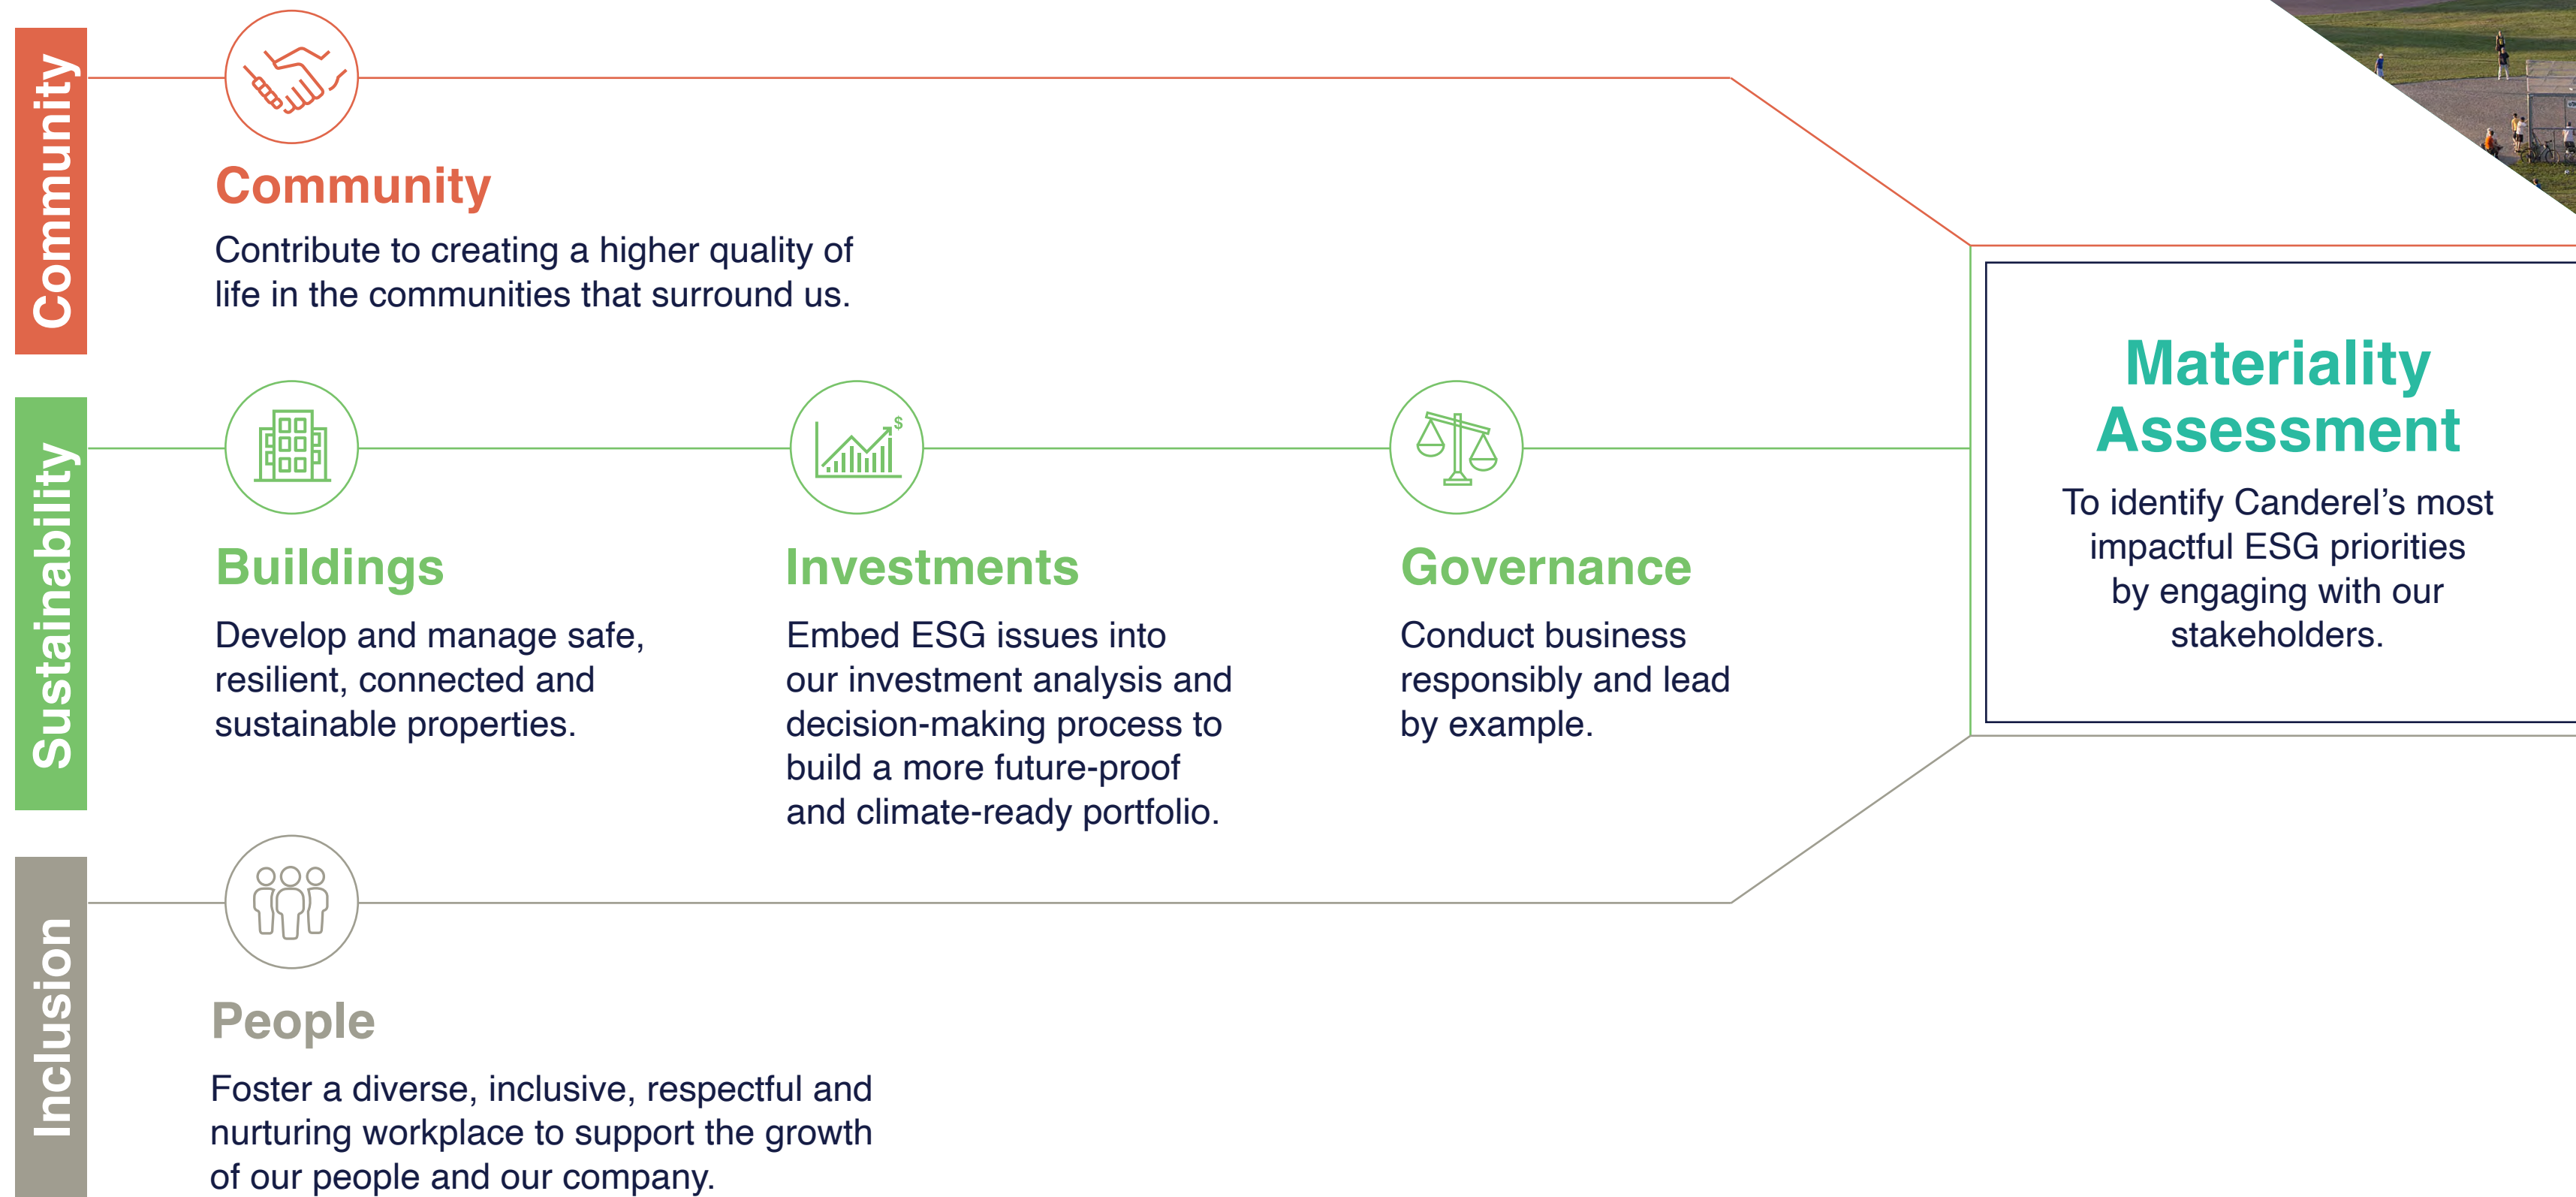 Community
Community
Contribute to creating a higher quality of
life in the communities that surround us.
Sustainability
$
Buildings
Develop and manage safe,
resilient, connected and
sustainable properties.
Investments
Embed ESG issues into
our investment analysis and
decision-making process to
build a more future-proof
and climate-ready portfolio.
Governance
Conduct business
responsibly and lead
by example.
Inclusion
People
Foster a diverse, inclusive, respectful and
nurturing workplace to support the growth
of our people and our company.
Materiality
Assessment
To identify Canderel’s most
impactful ESG priorities
by engaging with our
stakeholders.